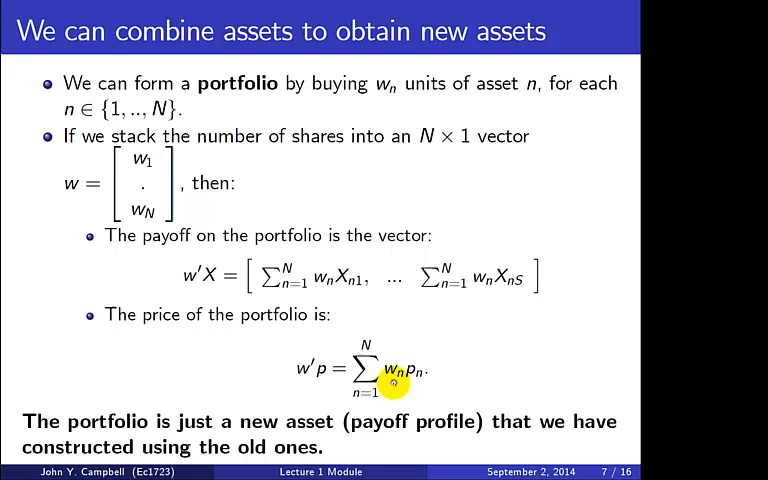 We can combine assets to obtain new assets
We can form a portfolio by buying wₙ units of asset n, for each
n ∈ {1, .., N}.
If we stack the number of shares into an N × 1 vector
w = [ w₁ . w_N ] , then:
The payoff on the portfolio is the vector:
w′X = [ ∑ᴺₙ₌₁ wₙXₙ₁, ... ∑ᴺₙ₌₁ wₙXₙS ]
The price of the portfolio is:
w′p = ∑ᴺₙ₌₁ wₙpₙ.
The portfolio is just a new asset (payoff profile) that we have
constructed using the old ones.
John Y. Campbell (Ec1723) Lecture 1 Module September 2, 2014 7 / 16